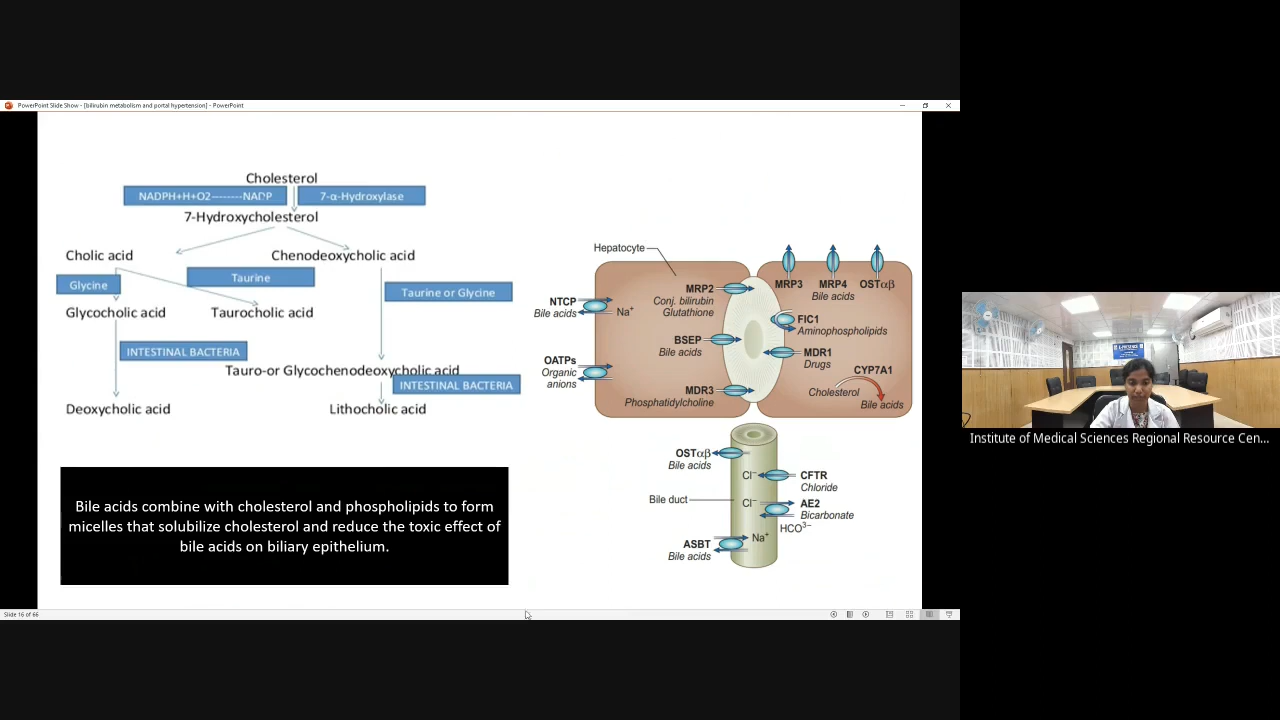 PowerPoint Slide Show - [bilirubin metabolism and portal hypertension] - PowerPoint
Cholesterol
NADPH+H+O2--------NADP
7-α-Hydroxylase
7-Hydroxycholesterol
Cholic acid
Chenodeoxycholic acid
Glycine
Taurine
Taurine or Glycine
Glycocholic acid
Taurocholic acid
INTESTINAL BACTERIA
Tauro-or Glycochenodeoxycholic acid
INTESTINAL BACTERIA
Deoxycholic acid
Lithocholic acid
Bile acids combine with cholesterol and phospholipids to form
micelles that solubilize cholesterol and reduce the toxic effect of
bile acids on biliary epithelium.
Hepatocyte
NTCP
Bile acids
Na+
OATPs
Organic
anions
MRP2
Conj. bilirubin
Glutathione
BSEP
Bile acids
MDR3
Phosphatidylcholine
MRP3
MRP4
OSTαβ
Bile acids
FIC1
Aminophospholipids
MDR1
Drugs
CYP7A1
Cholesterol
Bile acids
OSTαβ
Bile acids
Cl−
CFTR
Chloride
Bile duct
Cl−
AE2
Bicarbonate
HCO3−
ASBT
Bile acids
Na+
Slide 16 of 66
Institute of Medical Sciences Regional Resource Cen...